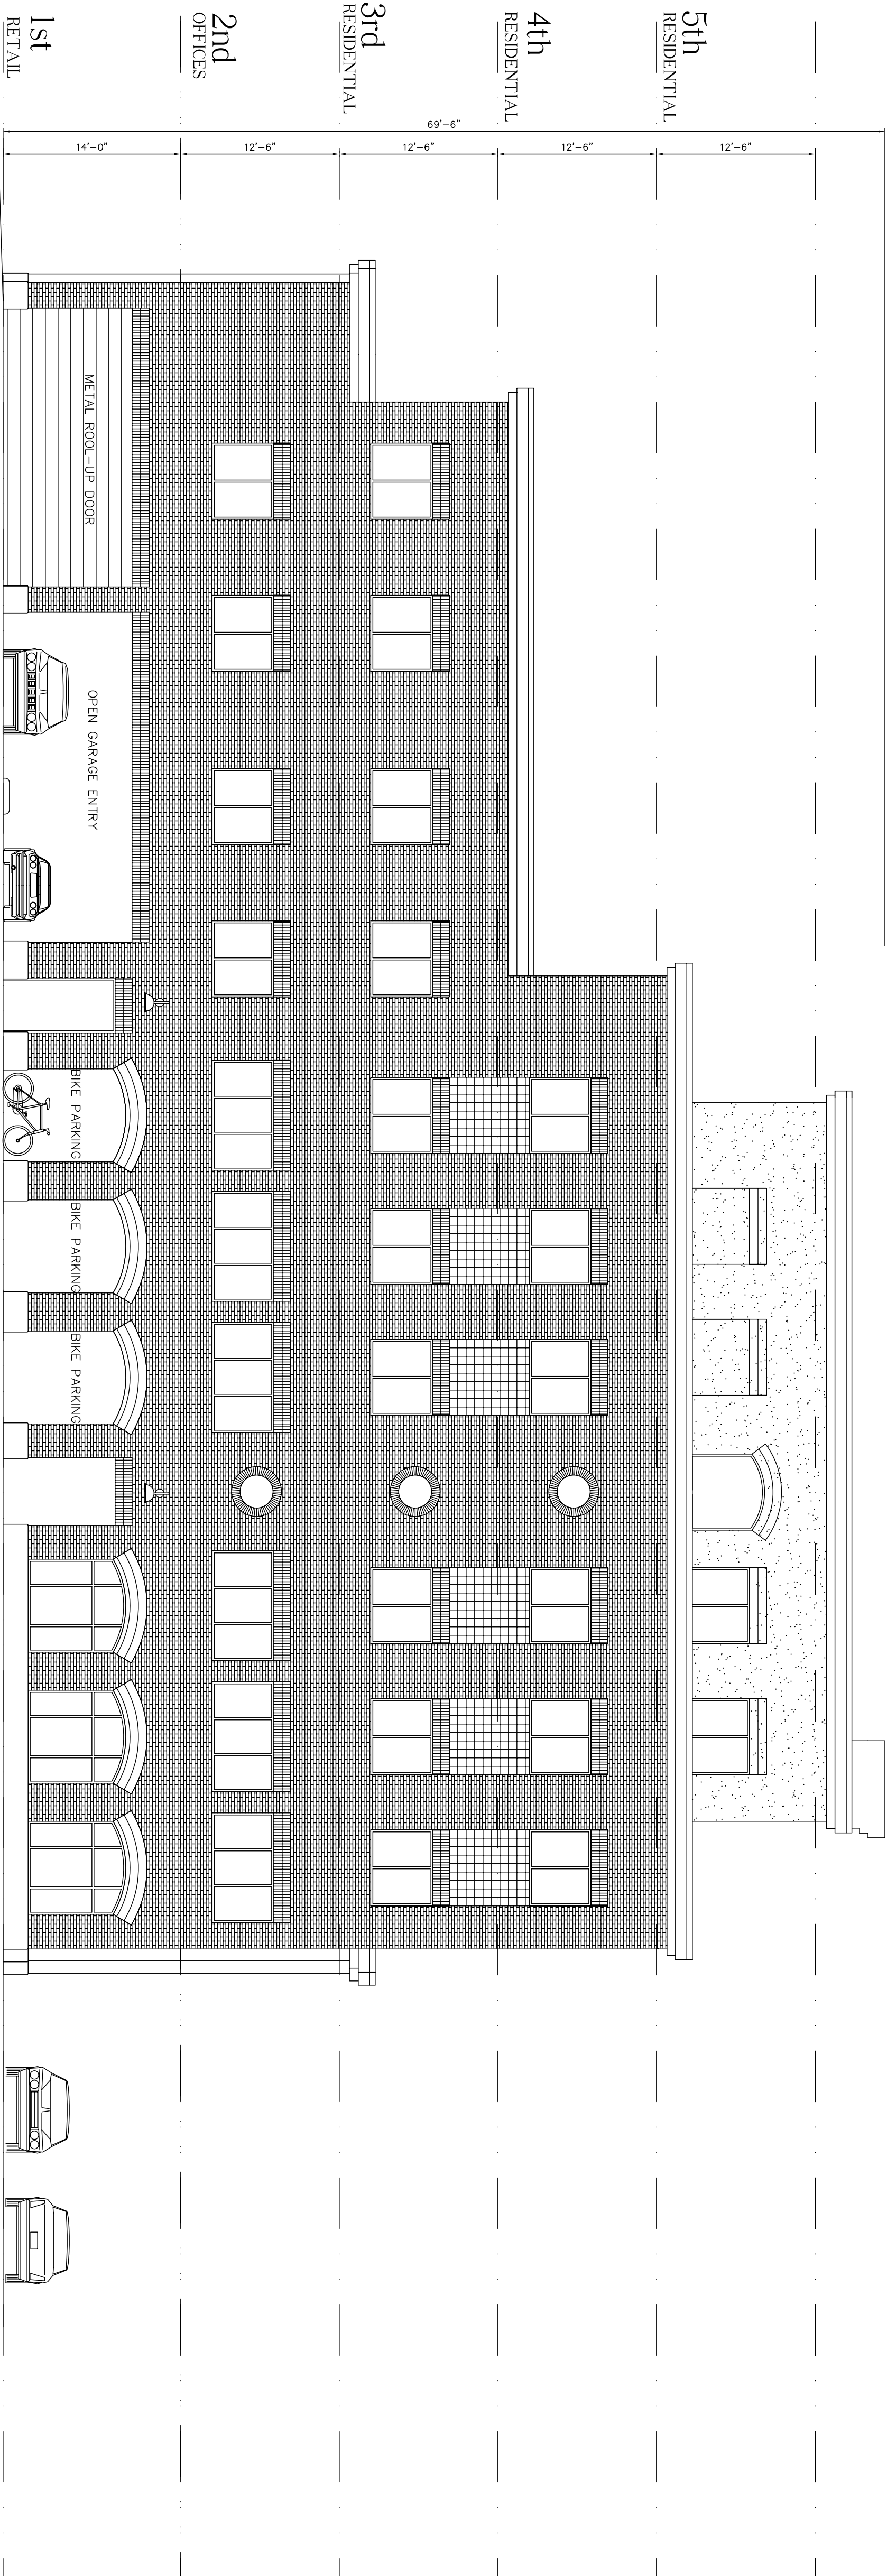 5th
RESIDENTIAL
4th
RESIDENTIAL
3rd
RESIDENTIAL
2nd
OFFICES
1st
RETAIL
69'-6"
12'-6"
12'-6"
12'-6"
12'-6"
14'-0"
METAL ROOL-UP DOOR
OPEN GARAGE ENTRY
BIKE PARKING
BIKE PARKING
BIKE PARKING